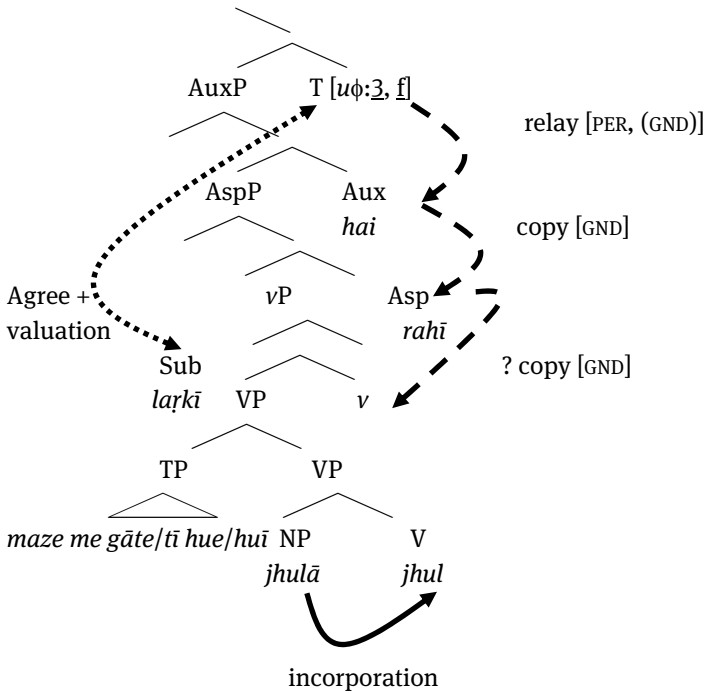 AuxP T [uϕ:3, f]
relay [PER, (GND)]
AspP Aux
hai
copy [GND]
Agree +
valuation
vP Asp
rahī
Sub
laṛkī VP v
? copy [GND]
TP VP
maze me gāte/tī hue/huī NP V
jhulā jhul
incorporation